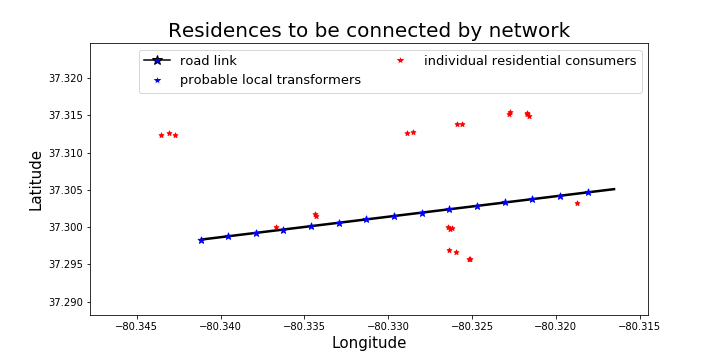 Residences to be connected by network
road link
probable local transformers
individual residential consumers
37.320
37.315
37.310
37.305
37.300
37.295
37.290
Latitude
−80.345 −80.340 −80.335 −80.330 −80.325 −80.320 −80.315
Longitude